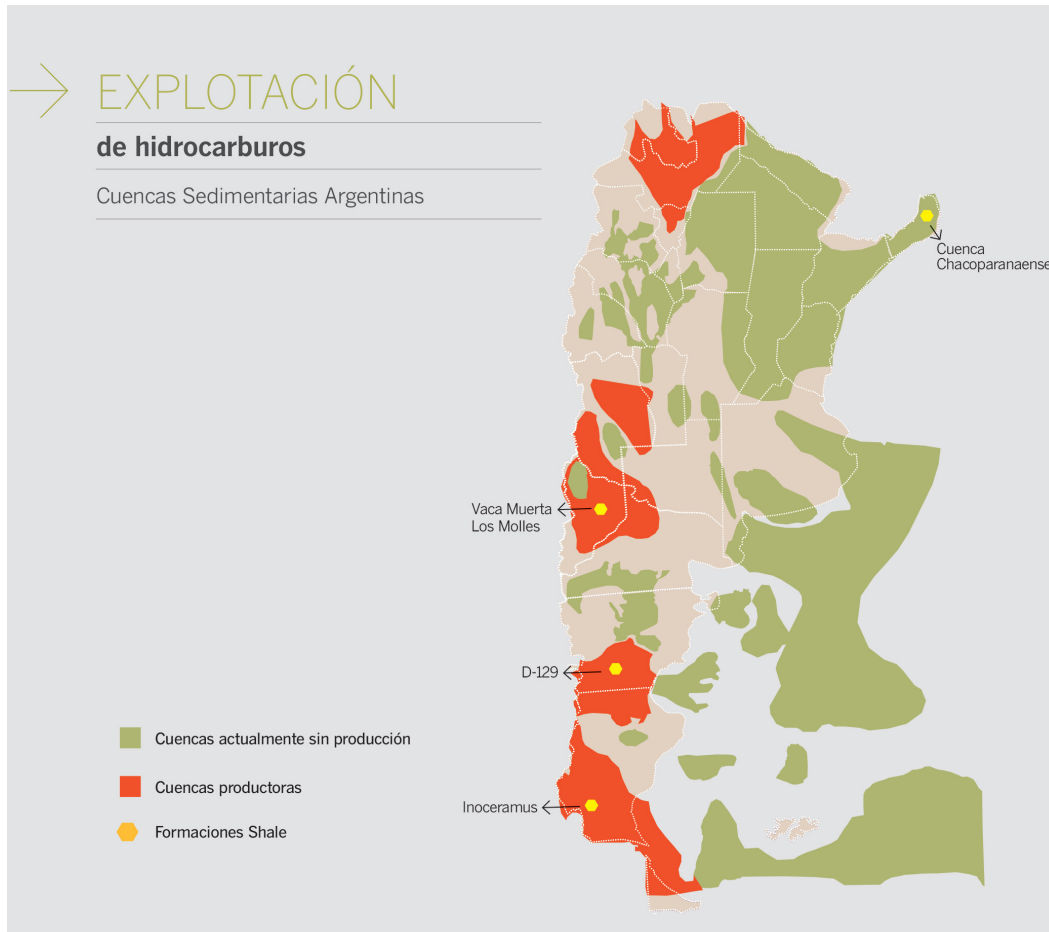 EXPLOTACIÓN
de hidrocarburos
Cuencas Sedimentarias Argentinas
Cuenca
Chacoparanaense
Vaca Muerta
Los Molles
D-129
Inoceramus
Cuencas actualmente sin producción
Cuencas productoras
Formaciones Shale